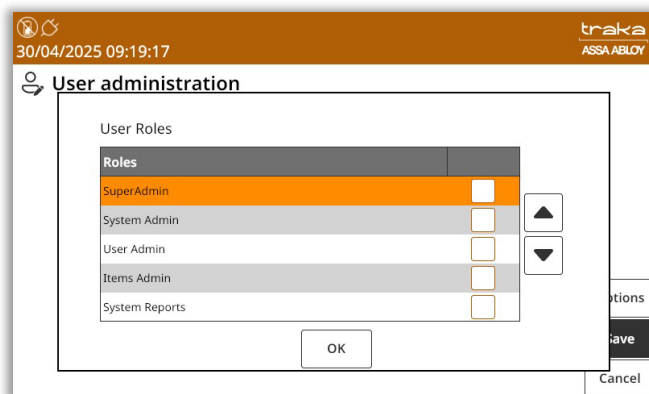 traka
30/04/2025 09:19:17
ASSA ABLOY
User administration
User Roles
Roles
SuperAdmin
System Admin
User Admin
Items Admin
System Reports
OK
ptions
Save
Cancel